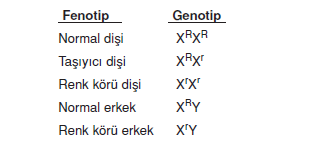 Fenotip Genotip
Normal dişi XᴿXᴿ
Taşıyıcı dişi XᴿXʳ
Renk körü dişi XʳXʳ
Normal erkek XᴿY
Renk körü erkek XʳY